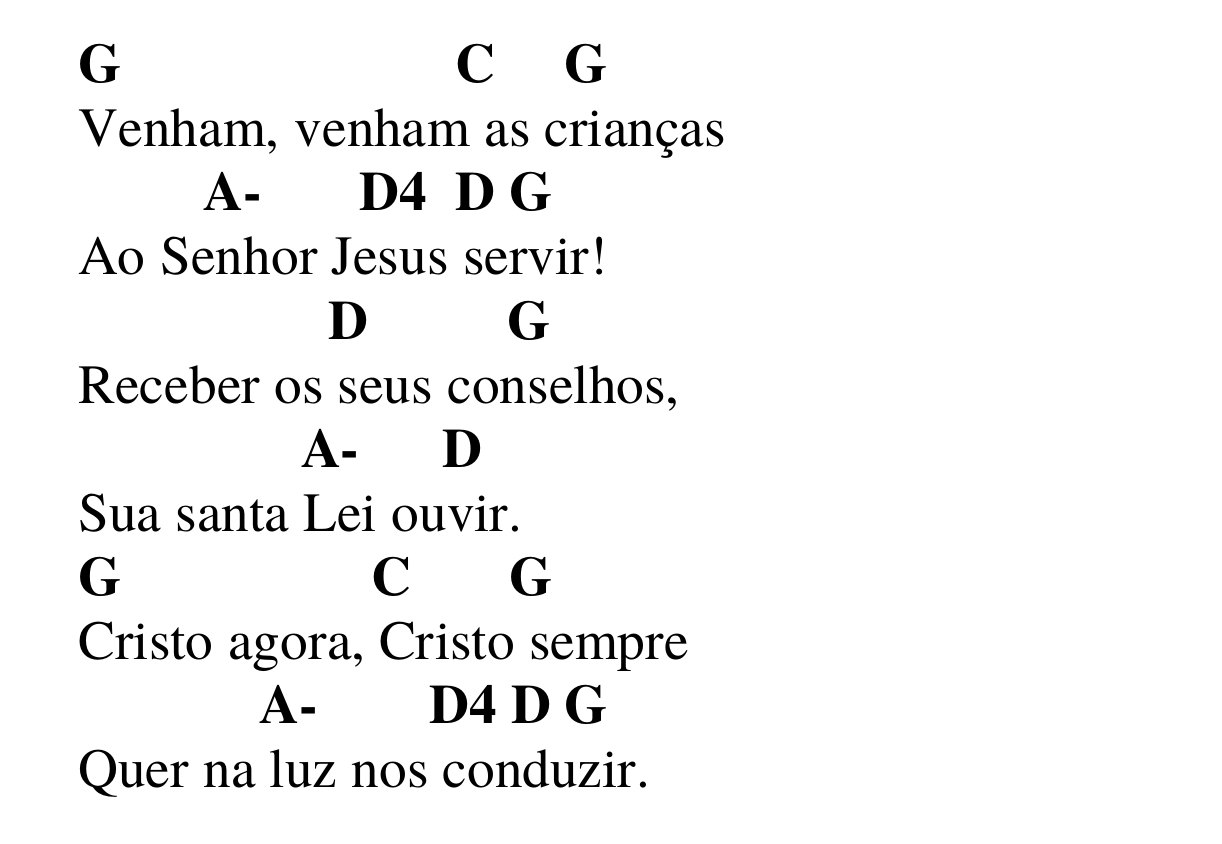 G C G
Venham, venham as crianças
A- D4 D G
Ao Senhor Jesus servir!
D G
Receber os seus conselhos,
A- D
Sua santa Lei ouvir.
G C G
Cristo agora, Cristo sempre
A- D4 D G
Quer na luz nos conduzir.